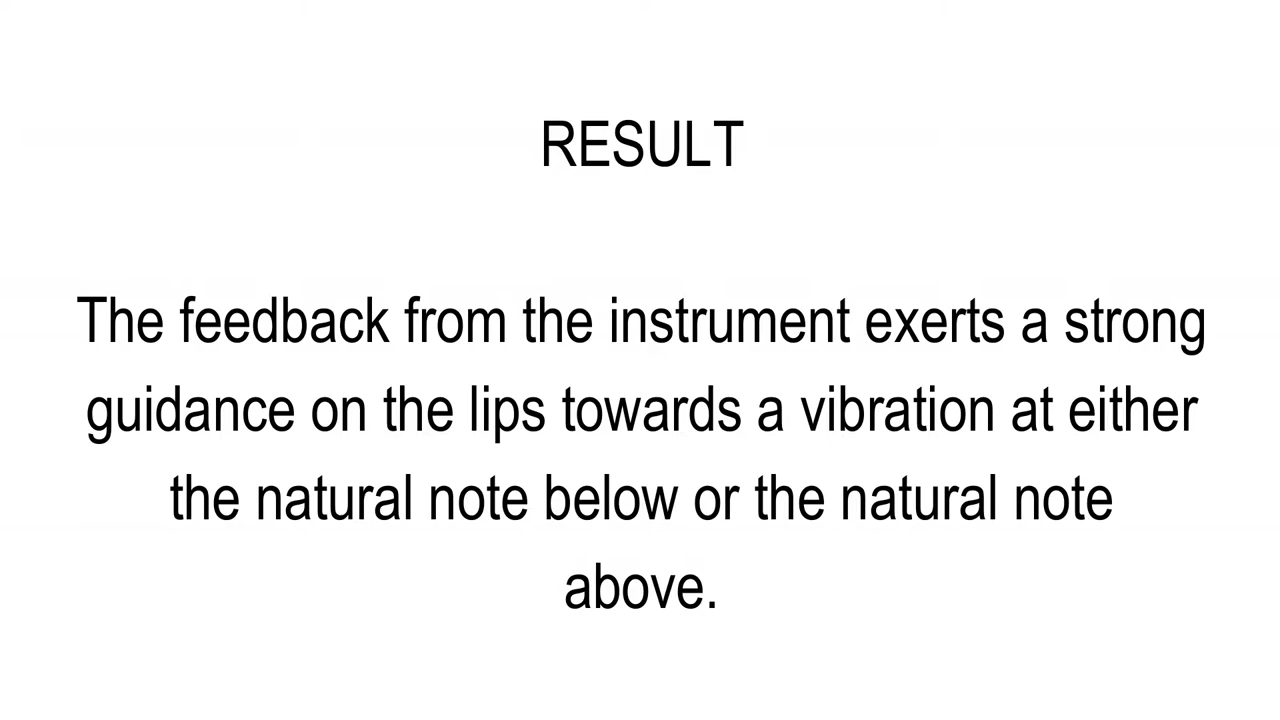 RESULT
The feedback from the instrument exerts a strong
guidance on the lips towards a vibration at either
the natural note below or the natural note
above.